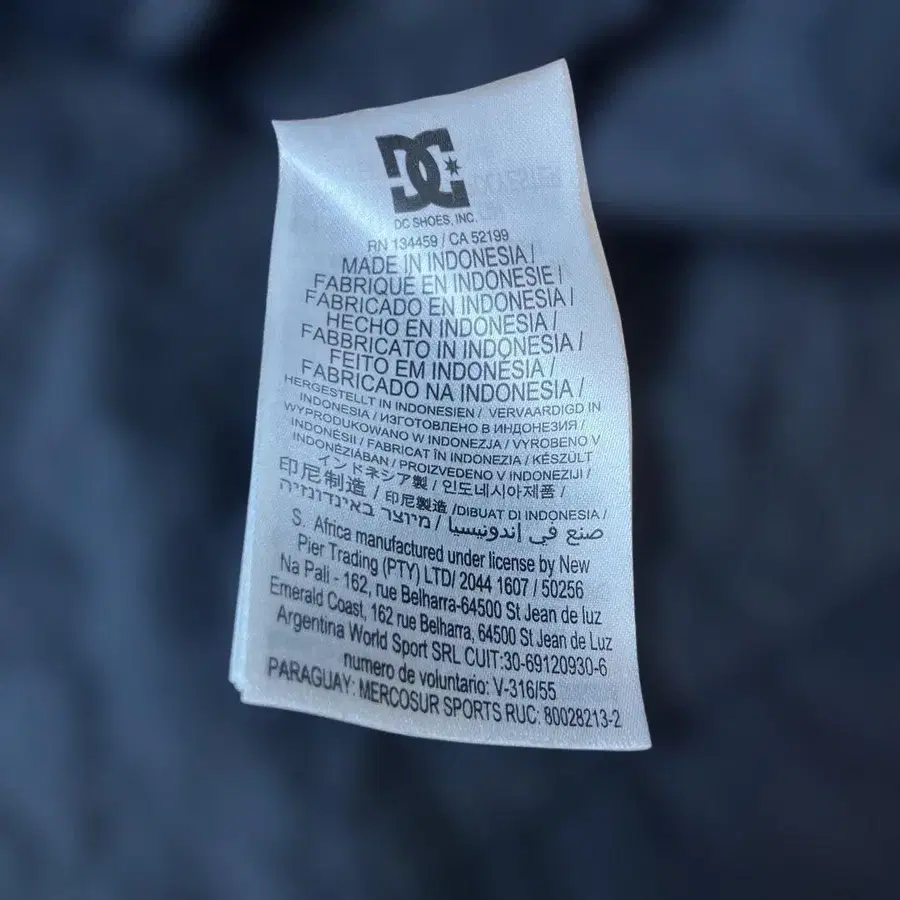 DC
DC SHOES, INC.
RN 134459 / CA 52199
MADE IN INDONESIA /
FABRIQUÉ EN INDONESIE /
FABRICADO EN INDONESIA /
HECHO EN INDONESIA /
FABBRICATO IN INDONESIA /
FEITO EM INDONÉSIA /
FABRICADO NA INDONESIA /
HERGESTELLT IN INDONESIEN / VERVAARDIGD IN
INDONESIA / ИЗГОТОВЛЕНО В ИНДОНЕЗИЯ /
WYPRODUKOWANO W INDONEZJA / VYROBENO V
INDONÉSII / FABRICAT ÎN INDONEZIA / KÉSZÜLT
INDONÉZIÁBAN / PROIZVEDENO V INDONEZIJI /
インドネシア製 / 인도네시아제품 /
印尼制造 / 印尼製造 /DIBUAT DI INDONESIA /
صنع في إندونيسيا / מיוצר באינדונזיה
S. Africa manufactured under license by New
Pier Trading (PTY) LTD/ 2044 1607 / 50256
Na Pali - 162, rue Belharra-64500 St Jean de luz
Emerald Coast, 162 rue Belharra, 64500 St Jean de Luz
Argentina World Sport SRL CUIT:30-69120930-6
numero de voluntario: V-316/55
PARAGUAY: MERCOSUR SPORTS RUC: 80028213-2